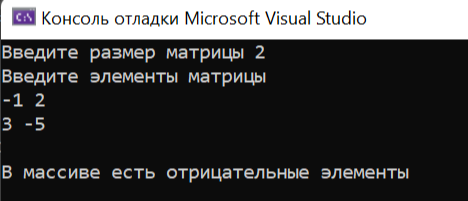 Консоль отладки Microsoft Visual Studio
Введите размер матрицы 2
Введите элементы матрицы
-1 2
3 -5
В массиве есть отрицательные элементы